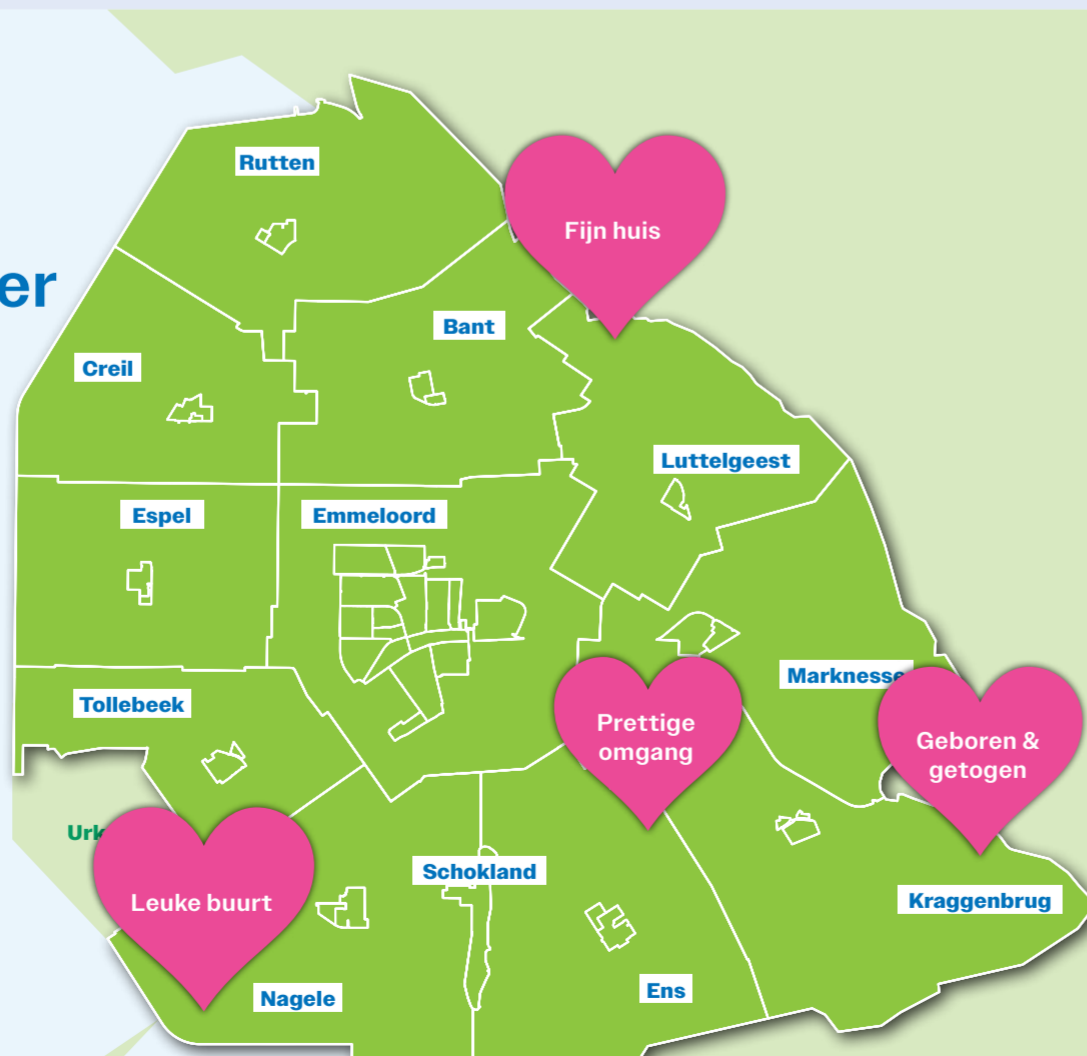 Rutten
Fijn huis
er
Bant
Creil
Luttelgeest
Espel
Emmeloord
Marknesse
Tollebeek
Prettige
omgang
Geboren &
getogen
Urk
Schokland
Leuke buurt
Kraggenbrug
Ens
Nagele